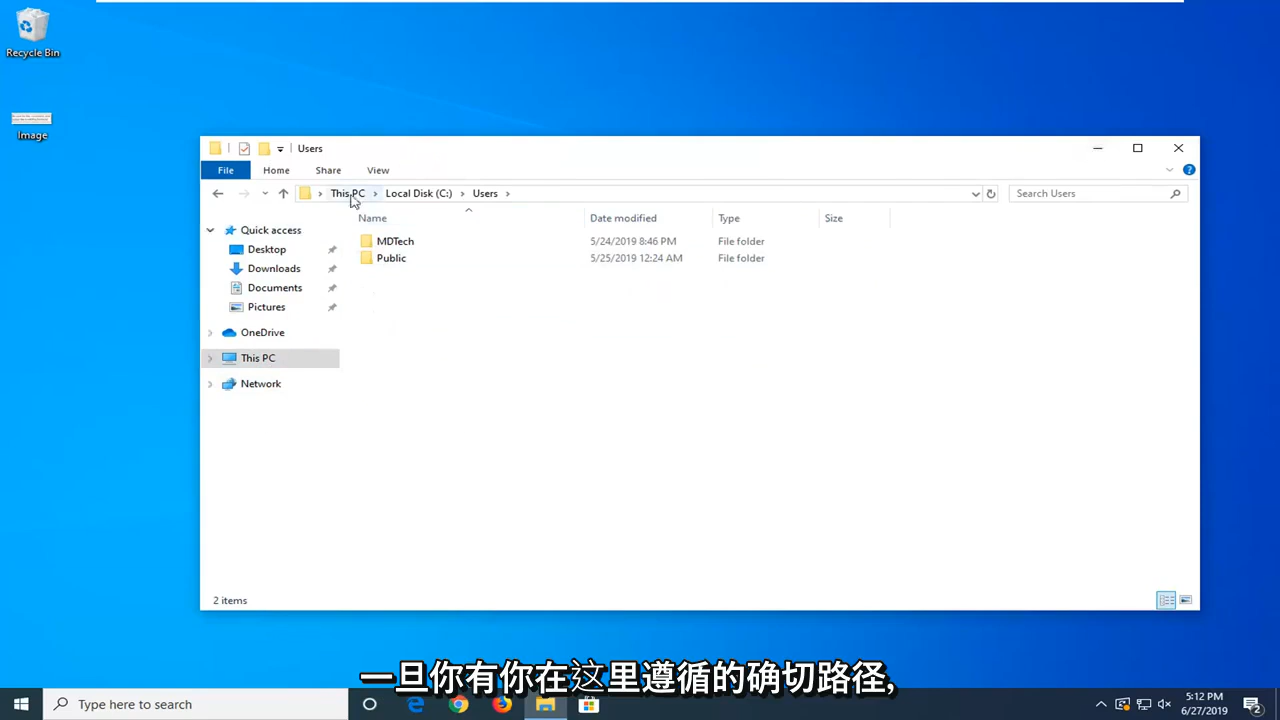 Recycle Bin
Image
Users
File Home Share View
This PC Local Disk (C:) Users
Search Users
Name Date modified Type Size
Quick access
Desktop
Downloads
Documents
Pictures
OneDrive
This PC
Network
MDTech 5/24/2019 8:46 PM File folder
Public 5/25/2019 12:24 AM File folder
2 items
一旦你有你在这里遵循的确切路径,
Type here to search
5:12 PM
6/27/2019
2